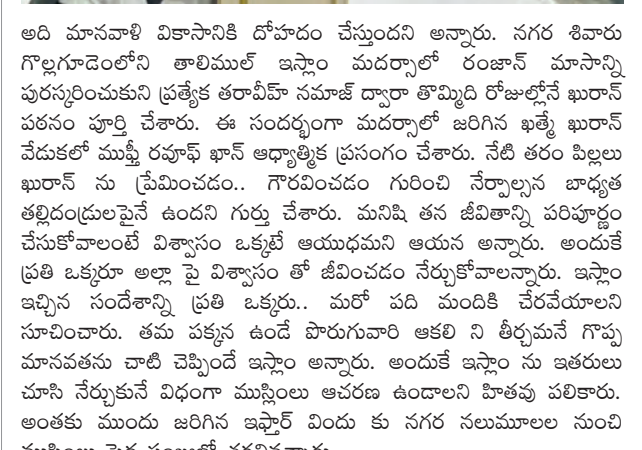 అది మానవాళి వికాసానికి దోహదం చేస్తుందని అన్నారు. నగర శివారు
గొల్లగూడెంలోని తాలిముల్ ఇస్లాం మదర్సాలో రంజాన్ మాసాన్ని
పురస్కరించుకుని ప్రత్యేక తరావీహ్ నమాజ్ ద్వారా తొమ్మిది రోజుల్లోనే ఖురాన్
పఠనం పూర్తి చేశారు. ఈ సందర్భంగా మదర్సాలో జరిగిన ఖత్మే ఖురాన్
వేడుకలో ముఫ్తీ రవూఫ్ ఖాన్ ఆధ్యాత్మిక ప్రసంగం చేశారు. నేటి తరం పిల్లలు
ఖురాన్ ను ప్రేమించడం.. గౌరవించడం గురించి నేర్పాల్సన బాధ్యత
తల్లిదండ్రులపైనే ఉందని గుర్తు చేశారు. మనిషి తన జీవితాన్ని పరిపూర్ణం
చేసుకోవాలంటే విశ్వాసం ఒక్కటే ఆయుధమని ఆయన అన్నారు. అందుకే
ప్రతి ఒక్కరూ అల్లా పై విశ్వాసం తో జీవించడం నేర్చుకోవాలన్నారు. ఇస్లాం
ఇచ్చిన సందేశాన్ని ప్రతి ఒక్కరు.. మరో పది మందికి చేరవేయాలని
సూచించారు. తమ పక్కన ఉండే పొరుగువారి ఆకలి ని తీర్చమనే గొప్ప
మానవతను చాటి చెప్పిందే ఇస్లాం అన్నారు. అందుకే ఇస్లాం ను ఇతరులు
చూసి నేర్చుకునే విధంగా ముస్లింలు ఆచరణ ఉండాలని హితవు పలికారు.
అంతకు ముందు జరిగిన ఇఫ్తార్ విందు కు నగర నలుమూలల నుంచి